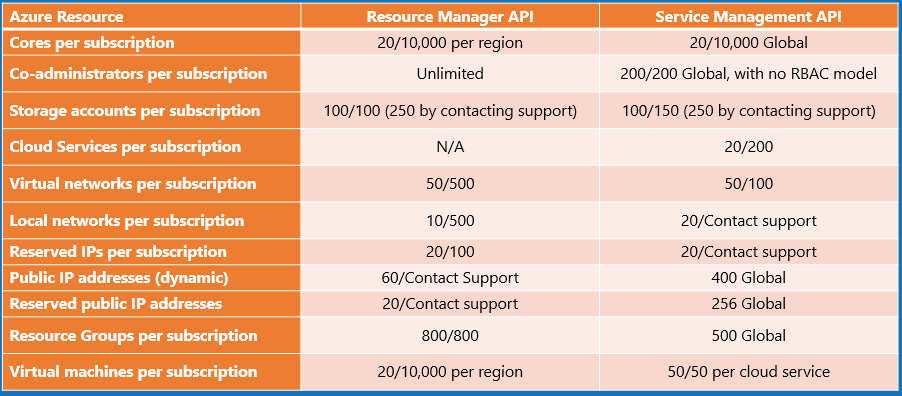 Azure Resource Resource Manager API Service Management API
Cores per subscription 20/10,000 per region 20/10,000 Global
Co-administrators per subscription Unlimited 200/200 Global, with no RBAC model
Storage accounts per subscription 100/100 (250 by contacting support) 100/150 (250 by contacting support)
Cloud Services per subscription N/A 20/200
Virtual networks per subscription 50/500 50/100
Local networks per subscription 10/500 20/Contact support
Reserved IPs per subscription 20/100 20/Contact support
Public IP addresses (dynamic) 60/Contact Support 400 Global
Reserved public IP addresses 20/Contact support 256 Global
Resource Groups per subscription 800/800 500 Global
Virtual machines per subscription 20/10,000 per region 50/50 per cloud service